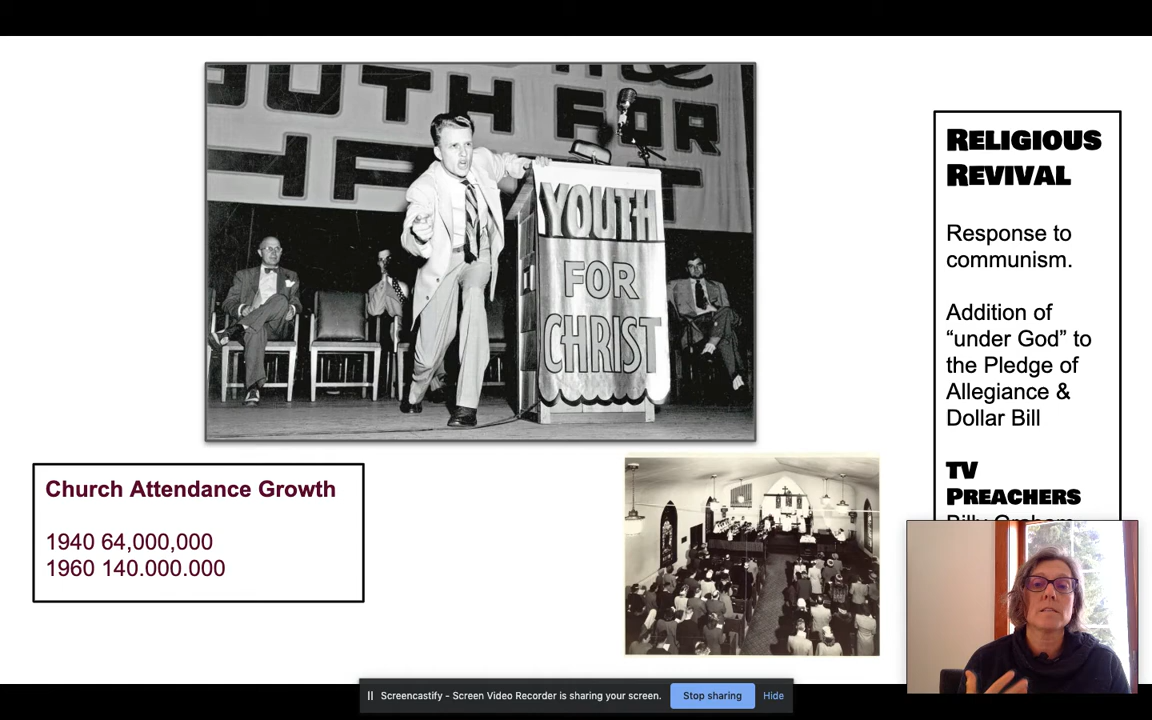 YOUTH FOR
YOUTH
FOR
CHRIST
RELIGIOUS
REVIVAL
Response to
communism.
Addition of
“under God” to
the Pledge of
Allegiance &
Dollar Bill
TV
PREACHERS
Billy
Church Attendance Growth
1940 64,000,000
1960 140.000.000
Screencastify - Screen Video Recorder is sharing your screen.
Stop sharing
Hide